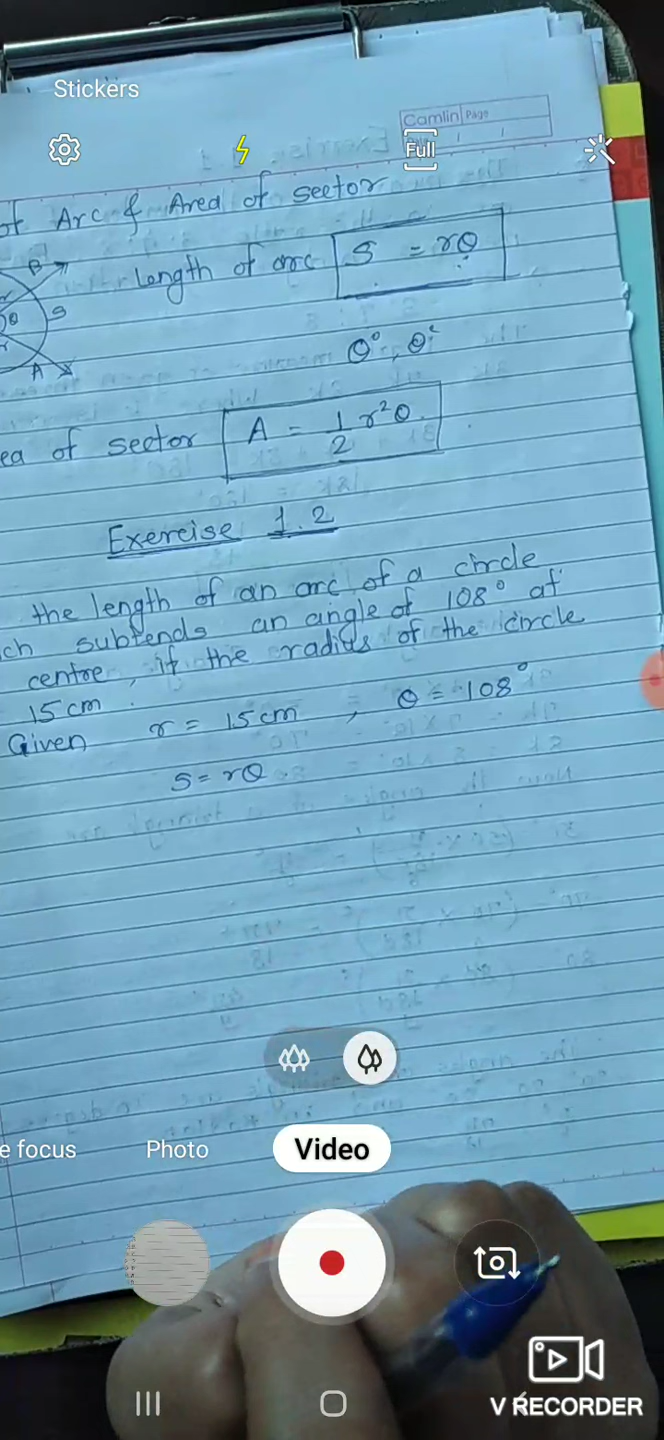 Stickers
Camlin Page
Full
of Arc & Area of sector
B
Length of arc S = rθ
θ S
r
A
θ°, θᶜ
ea of sector A = 1/2 r²θ.
Exercise 1.2
the length of an arc of a circle
ch subtends an angle of 108° at
centre, if the radius of the circle
15 cm.
Given r = 15 cm , θ = 108°
S = rθ
e focus Photo Video
V RECORDER